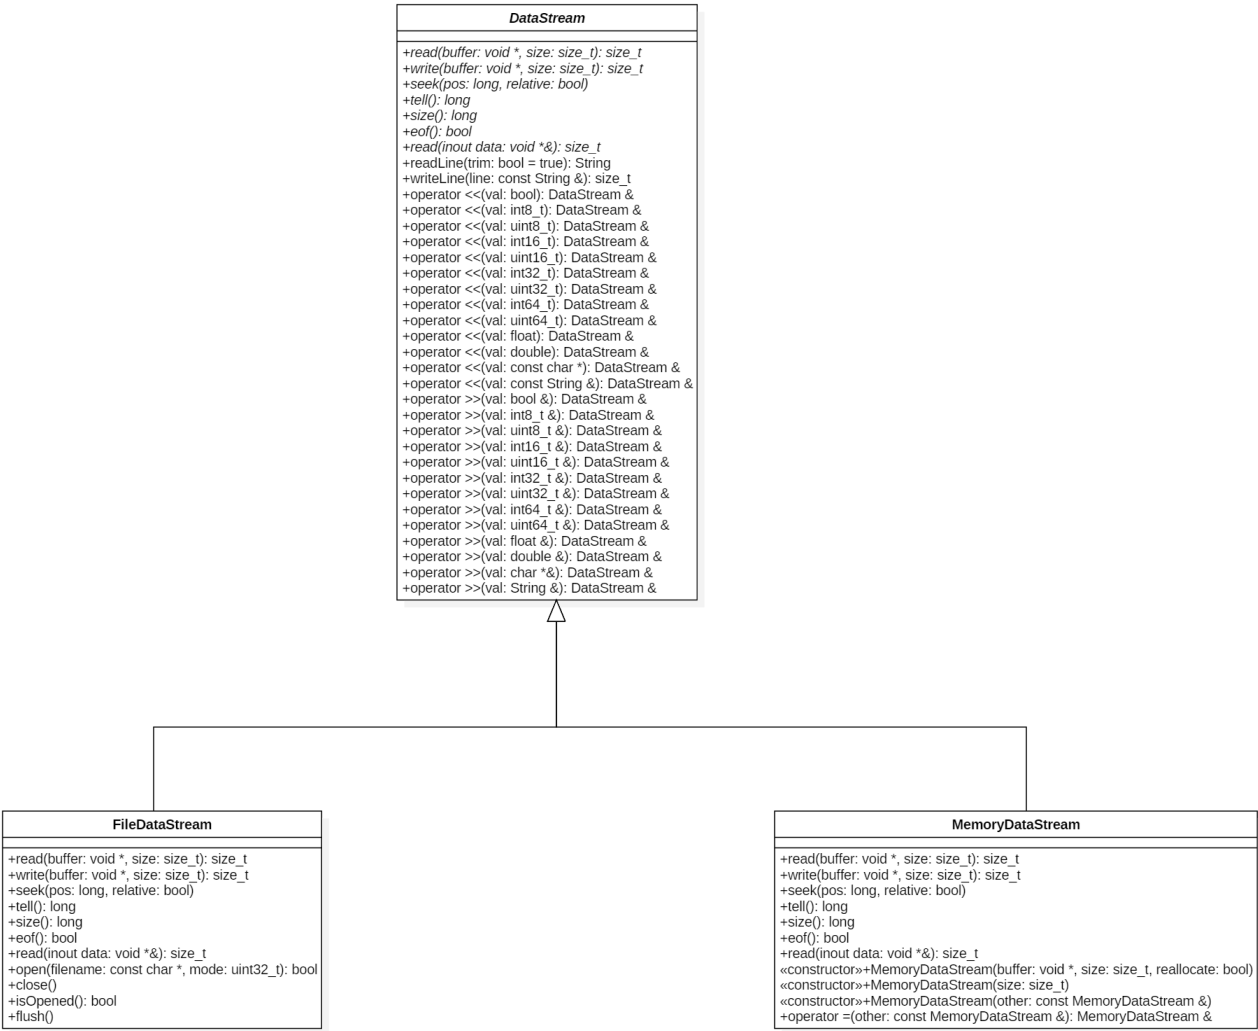 DataStream
+read(buffer: void *, size: size_t): size_t
+write(buffer: void *, size: size_t): size_t
+seek(pos: long, relative: bool)
+tell(): long
+size(): long
+eof(): bool
+read(inout data: void *&): size_t
+readLine(trim: bool = true): String
+writeLine(line: const String &): size_t
+operator <<(val: bool): DataStream &
+operator <<(val: int8_t): DataStream &
+operator <<(val: uint8_t): DataStream &
+operator <<(val: int16_t): DataStream &
+operator <<(val: uint16_t): DataStream &
+operator <<(val: int32_t): DataStream &
+operator <<(val: uint32_t): DataStream &
+operator <<(val: int64_t): DataStream &
+operator <<(val: uint64_t): DataStream &
+operator <<(val: float): DataStream &
+operator <<(val: double): DataStream &
+operator <<(val: const char *): DataStream &
+operator <<(val: const String &): DataStream &
+operator >>(val: bool &): DataStream &
+operator >>(val: int8_t &): DataStream &
+operator >>(val: uint8_t &): DataStream &
+operator >>(val: int16_t &): DataStream &
+operator >>(val: uint16_t &): DataStream &
+operator >>(val: int32_t &): DataStream &
+operator >>(val: uint32_t &): DataStream &
+operator >>(val: int64_t &): DataStream &
+operator >>(val: uint64_t &): DataStream &
+operator >>(val: float &): DataStream &
+operator >>(val: double &): DataStream &
+operator >>(val: char *&): DataStream &
+operator >>(val: String &): DataStream &
FileDataStream
+read(buffer: void *, size: size_t): size_t
+write(buffer: void *, size: size_t): size_t
+seek(pos: long, relative: bool)
+tell(): long
+size(): long
+eof(): bool
+read(inout data: void *&): size_t
+open(filename: const char *, mode: uint32_t): bool
+close()
+isOpened(): bool
+flush()
MemoryDataStream
+read(buffer: void *, size: size_t): size_t
+write(buffer: void *, size: size_t): size_t
+seek(pos: long, relative: bool)
+tell(): long
+size(): long
+eof(): bool
+read(inout data: void *&): size_t
«constructor»+MemoryDataStream(buffer: void *, size: size_t, reallocate: bool)
«constructor»+MemoryDataStream(size: size_t)
«constructor»+MemoryDataStream(other: const MemoryDataStream &)
+operator =(other: const MemoryDataStream &): MemoryDataStream &